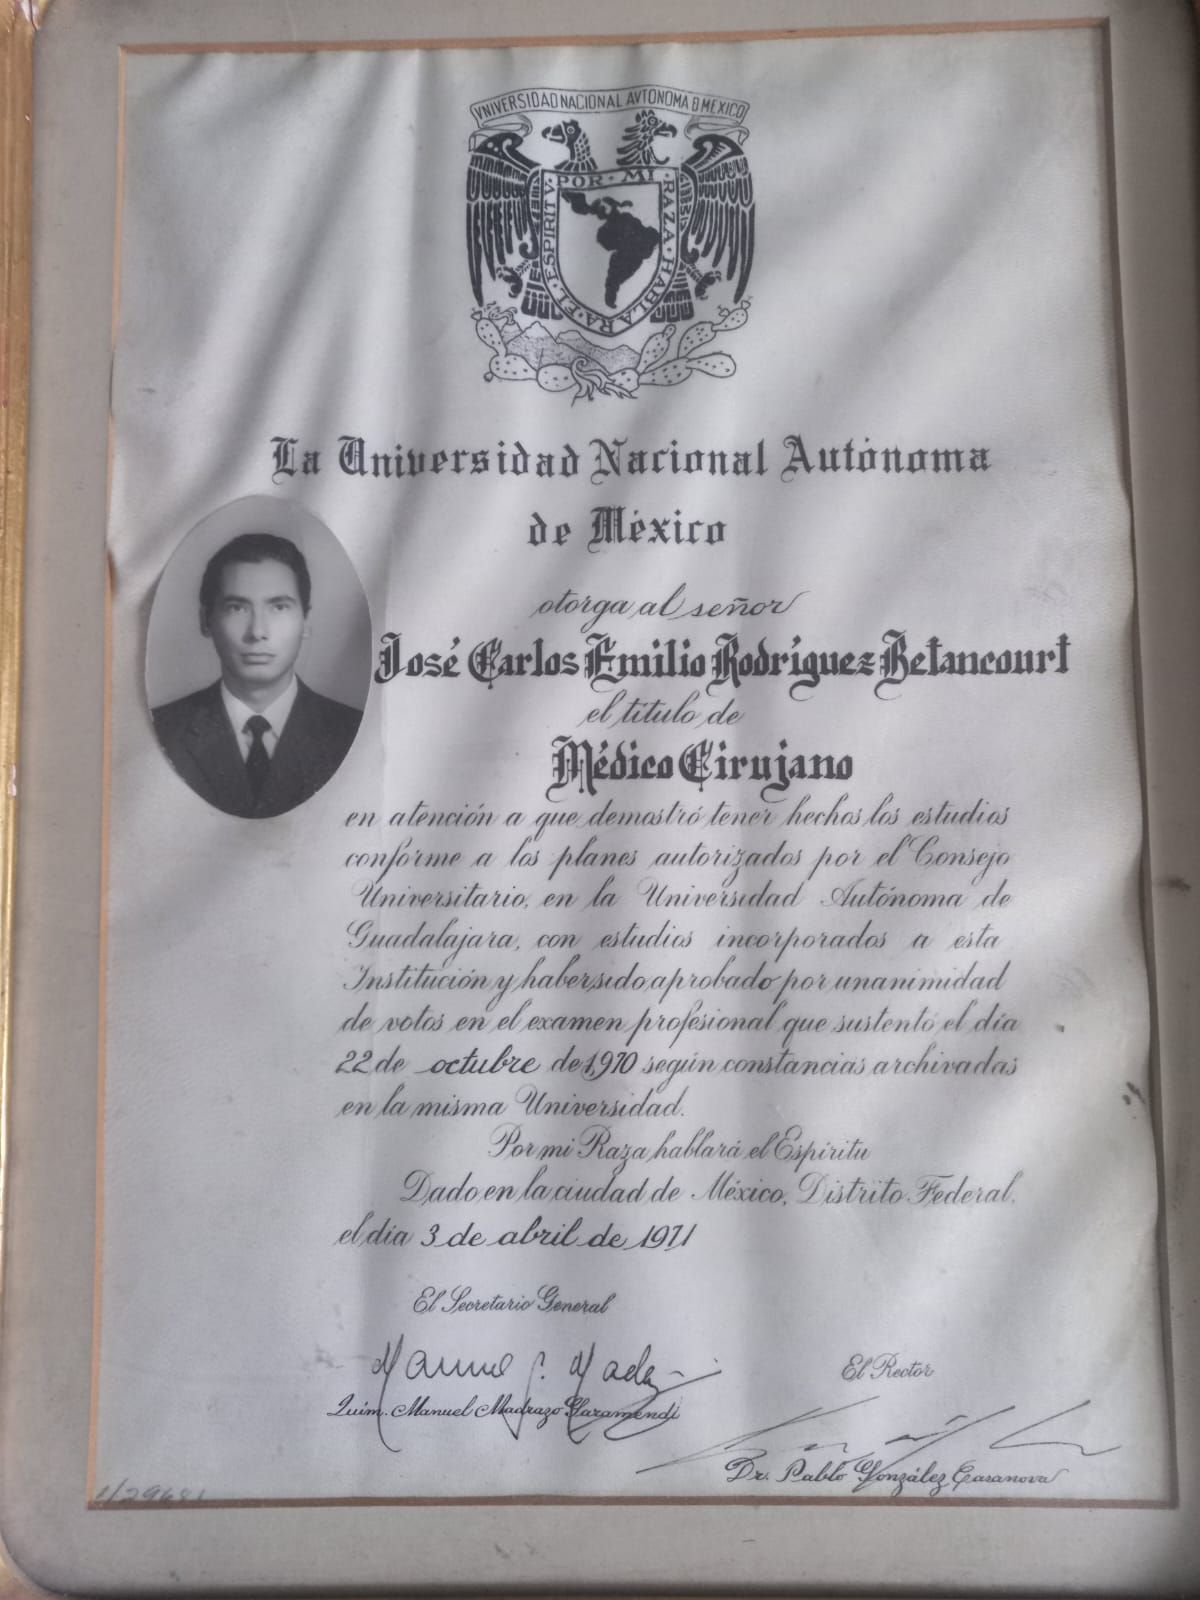 VNIVERSIDAD NACIONAL AVTONOMA D MEXICO
POR · MI · RAZA · HABLARA · EL · ESPIRITV
La Universidad Nacional Autónoma
de México
otorga al señor
José Carlos Emilio Rodríguez Betancourt
el título de
Médico Cirujano
en atención a que demostró tener hechos los estudios
conforme a los planes autorizados por el Consejo
Universitario, en la Universidad Autónoma de
Guadalajara, con estudios incorporados a esta
Institución y haber sido aprobado por unanimidad
de votos en el examen profesional que sustentó el día
22 de octubre de 1,970 según constancias archivadas
en la misma Universidad.
Por mi Raza hablará el Espíritu
Dado en la ciudad de México, Distrito Federal,
el día 3 de abril de 1971
El Secretario General
Quím. Manuel Madrazo Garamendi
El Rector
Dr. Pablo González Casanova